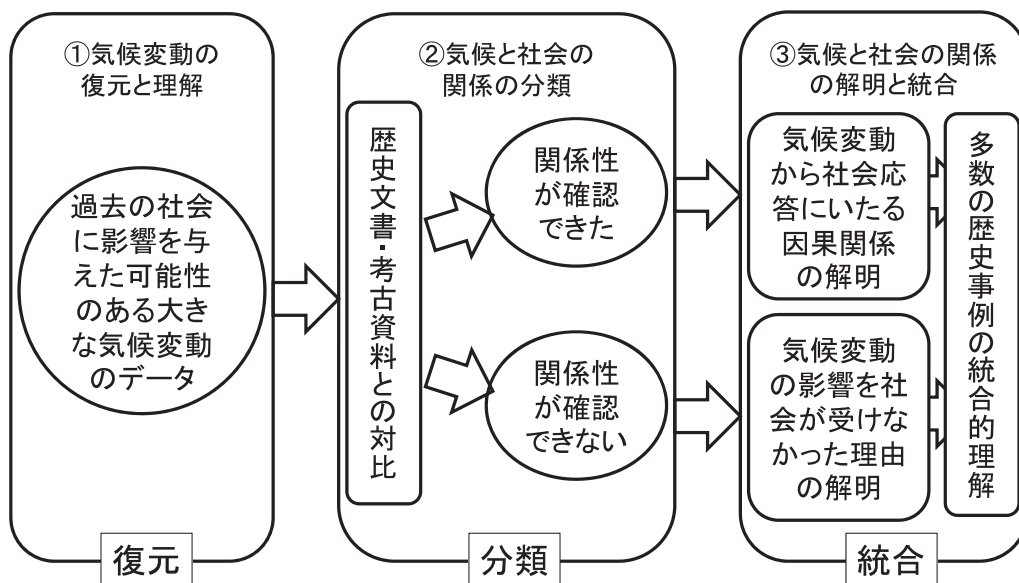 ①気候変動の
復元と理解
過去の社会
に影響を与
えた可能性
のある大き
な気候変動
のデータ
復元
②気候と社会の
関係の分類
歴史文書・考古資料との対比
関係性
が確認
できた
関係性
が確認
できない
分類
③気候と社会の関係
の解明と統合
気候変動
から社会応
答にいたる
因果関係
の解明
気候変動
の影響を社
会が受けな
かった理由
の解明
多数の歴史事例の統合的理解
統合